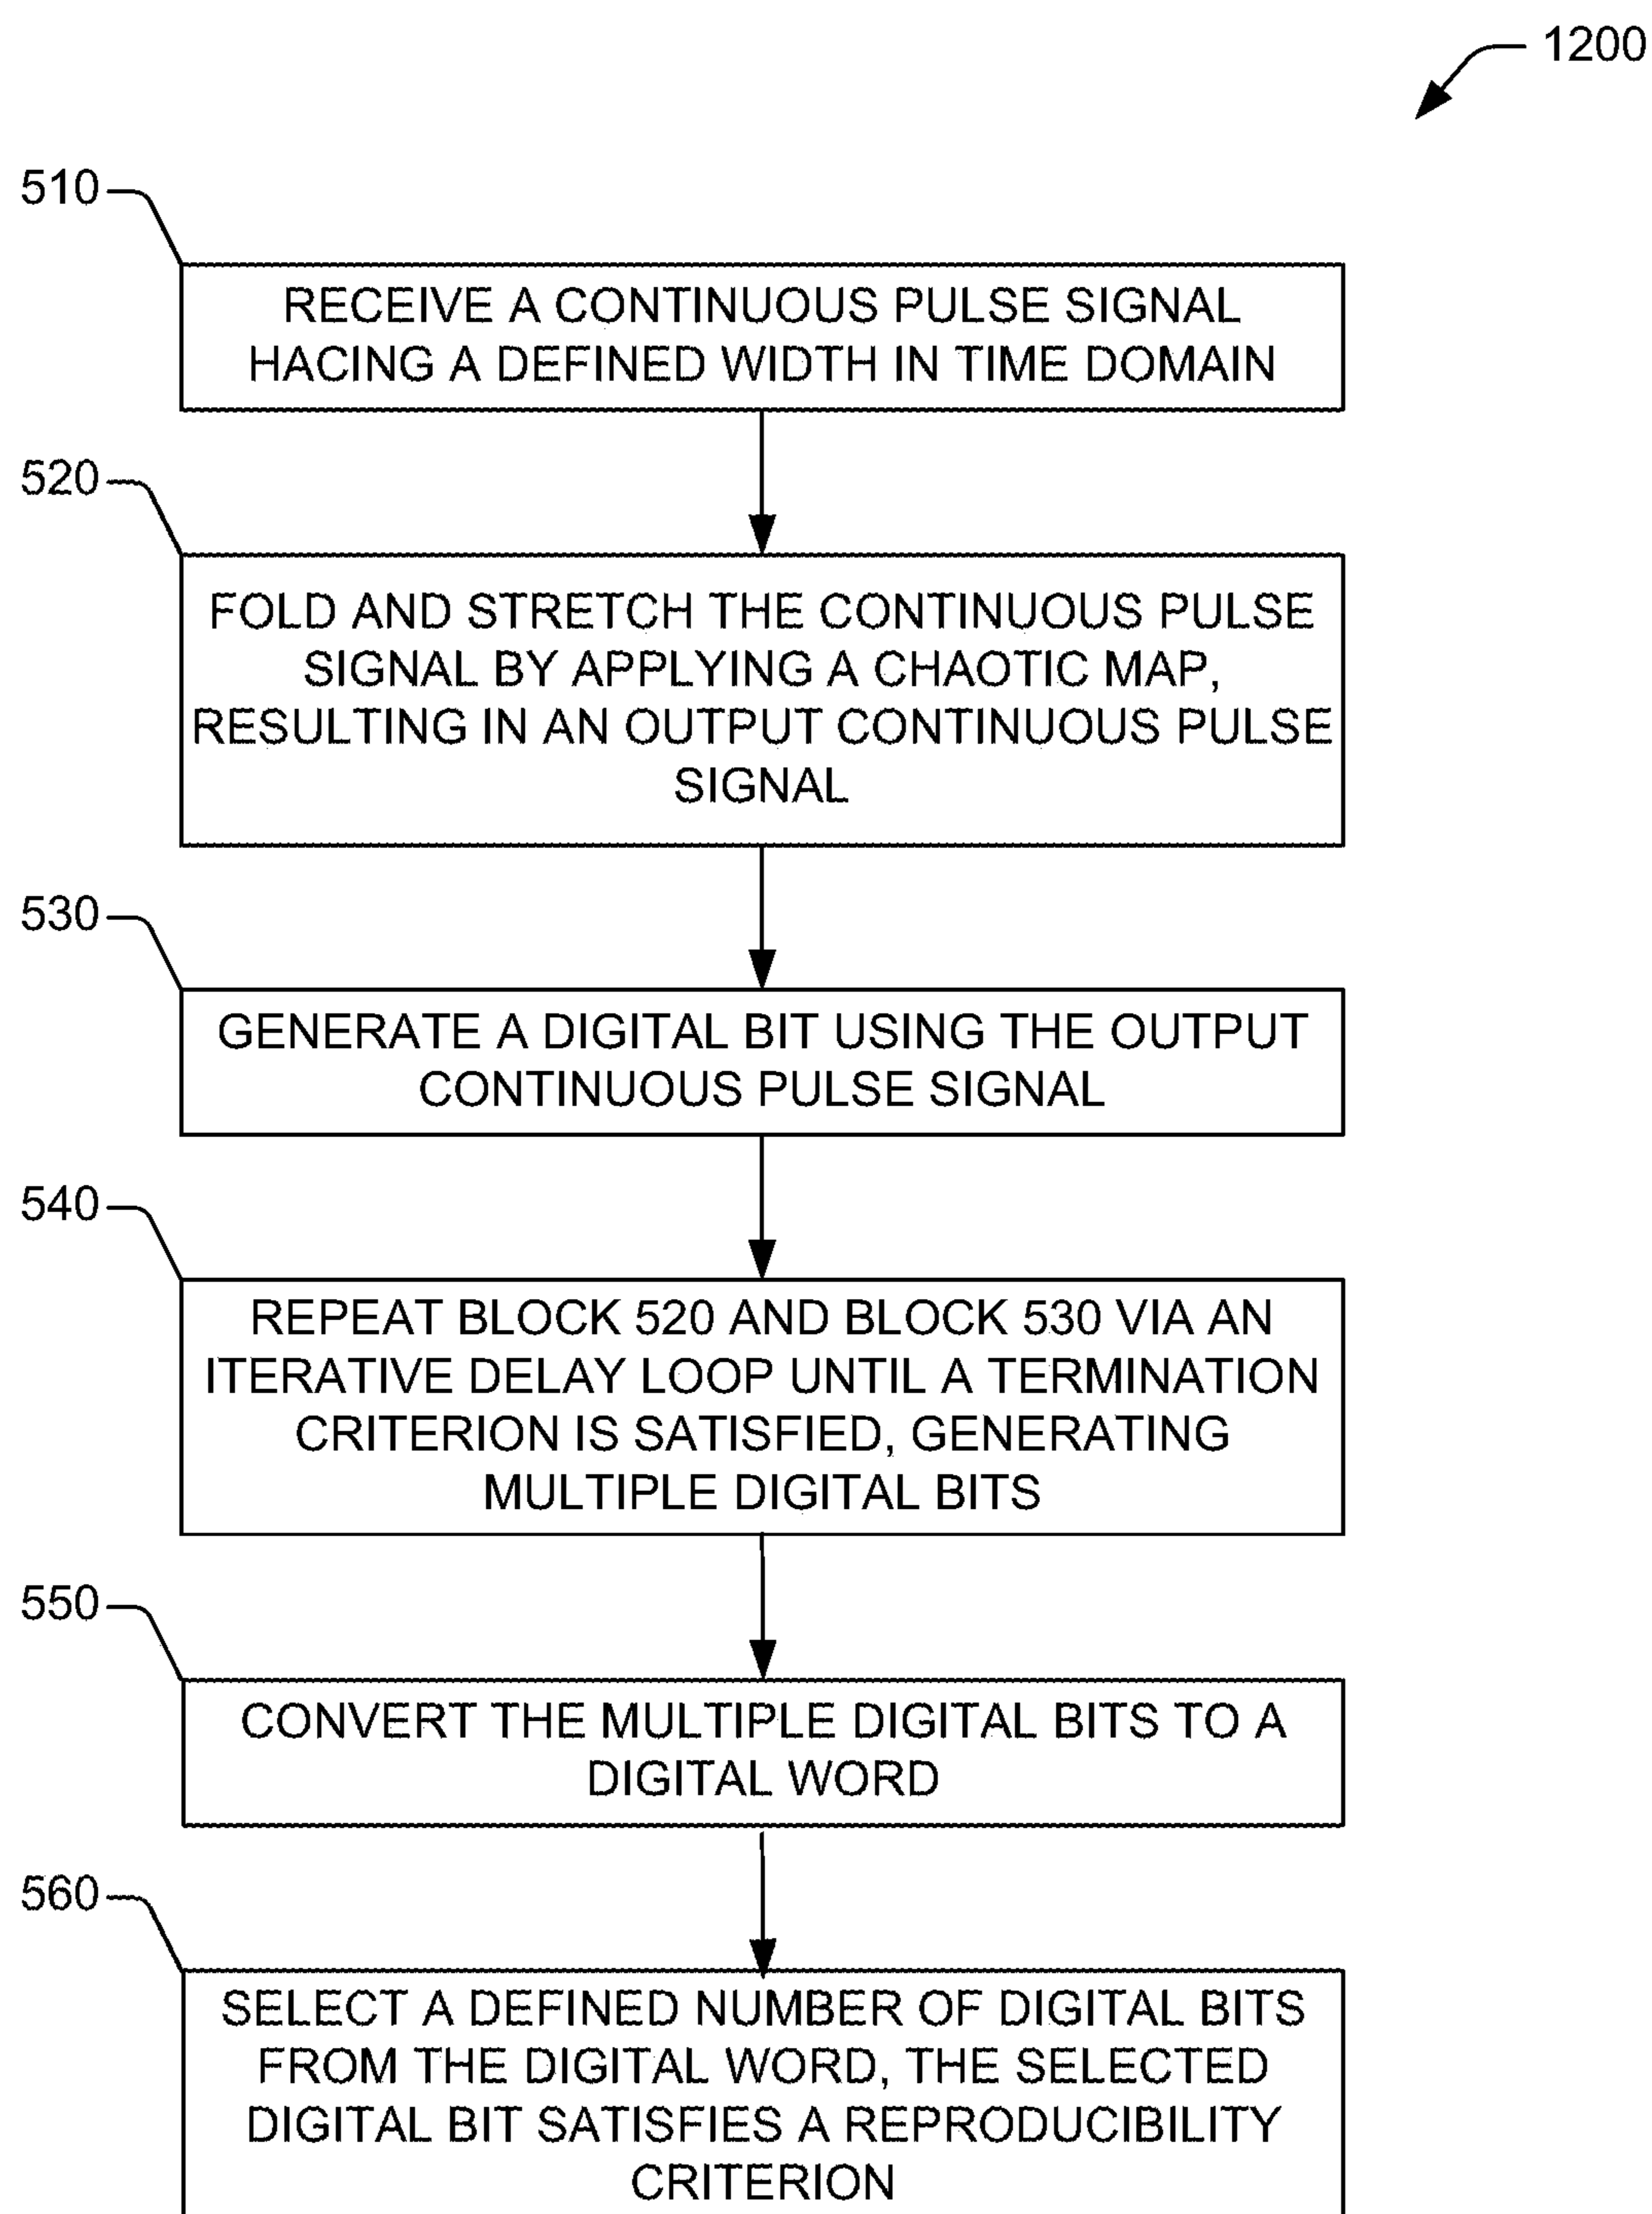 1200
510
RECEIVE A CONTINUOUS PULSE SIGNAL
HACING A DEFINED WIDTH IN TIME DOMAIN
520
FOLD AND STRETCH THE CONTINUOUS PULSE
SIGNAL BY APPLYING A CHAOTIC MAP,
RESULTING IN AN OUTPUT CONTINUOUS PULSE
SIGNAL
530
GENERATE A DIGITAL BIT USING THE OUTPUT
CONTINUOUS PULSE SIGNAL
540
REPEAT BLOCK 520 AND BLOCK 530 VIA AN
ITERATIVE DELAY LOOP UNTIL A TERMINATION
CRITERION IS SATISFIED, GENERATING
MULTIPLE DIGITAL BITS
550
CONVERT THE MULTIPLE DIGITAL BITS TO A
DIGITAL WORD
560
SELECT A DEFINED NUMBER OF DIGITAL BITS
FROM THE DIGITAL WORD, THE SELECTED
DIGITAL BIT SATISFIES A REPRODUCIBILITY
CRITERION